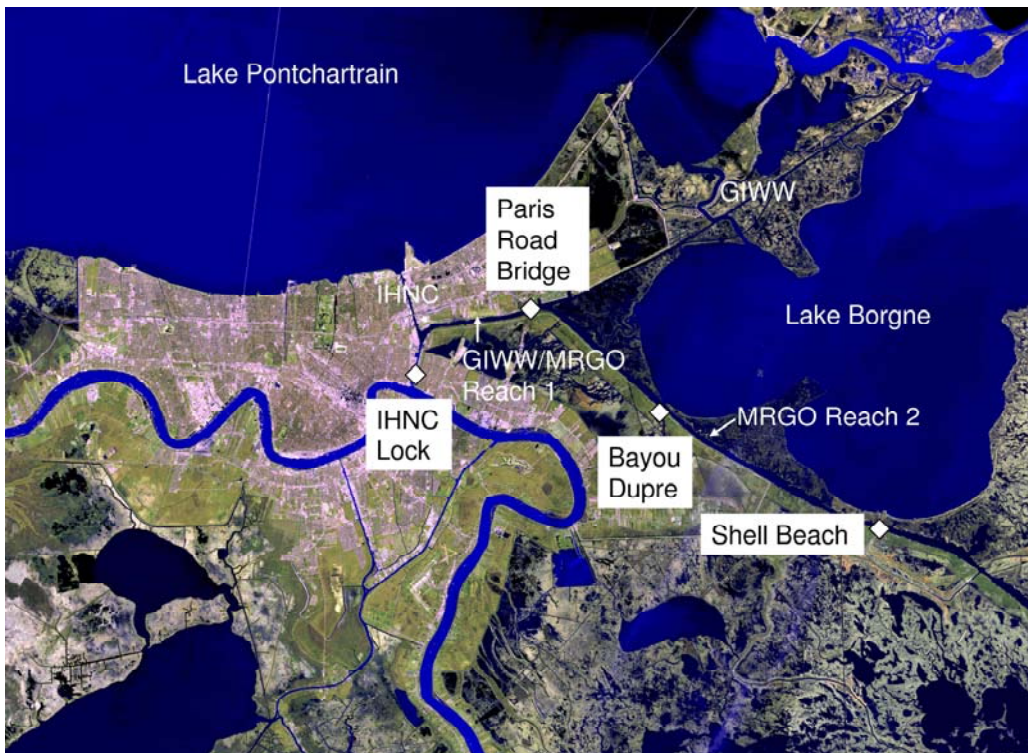 Lake Pontchartrain
GIWW
Paris
Road
Bridge
IHNC
Lake Borgne
GIWW/MRGO
Reach 1
MRGO Reach 2
IHNC
Lock
Bayou
Dupre
Shell Beach